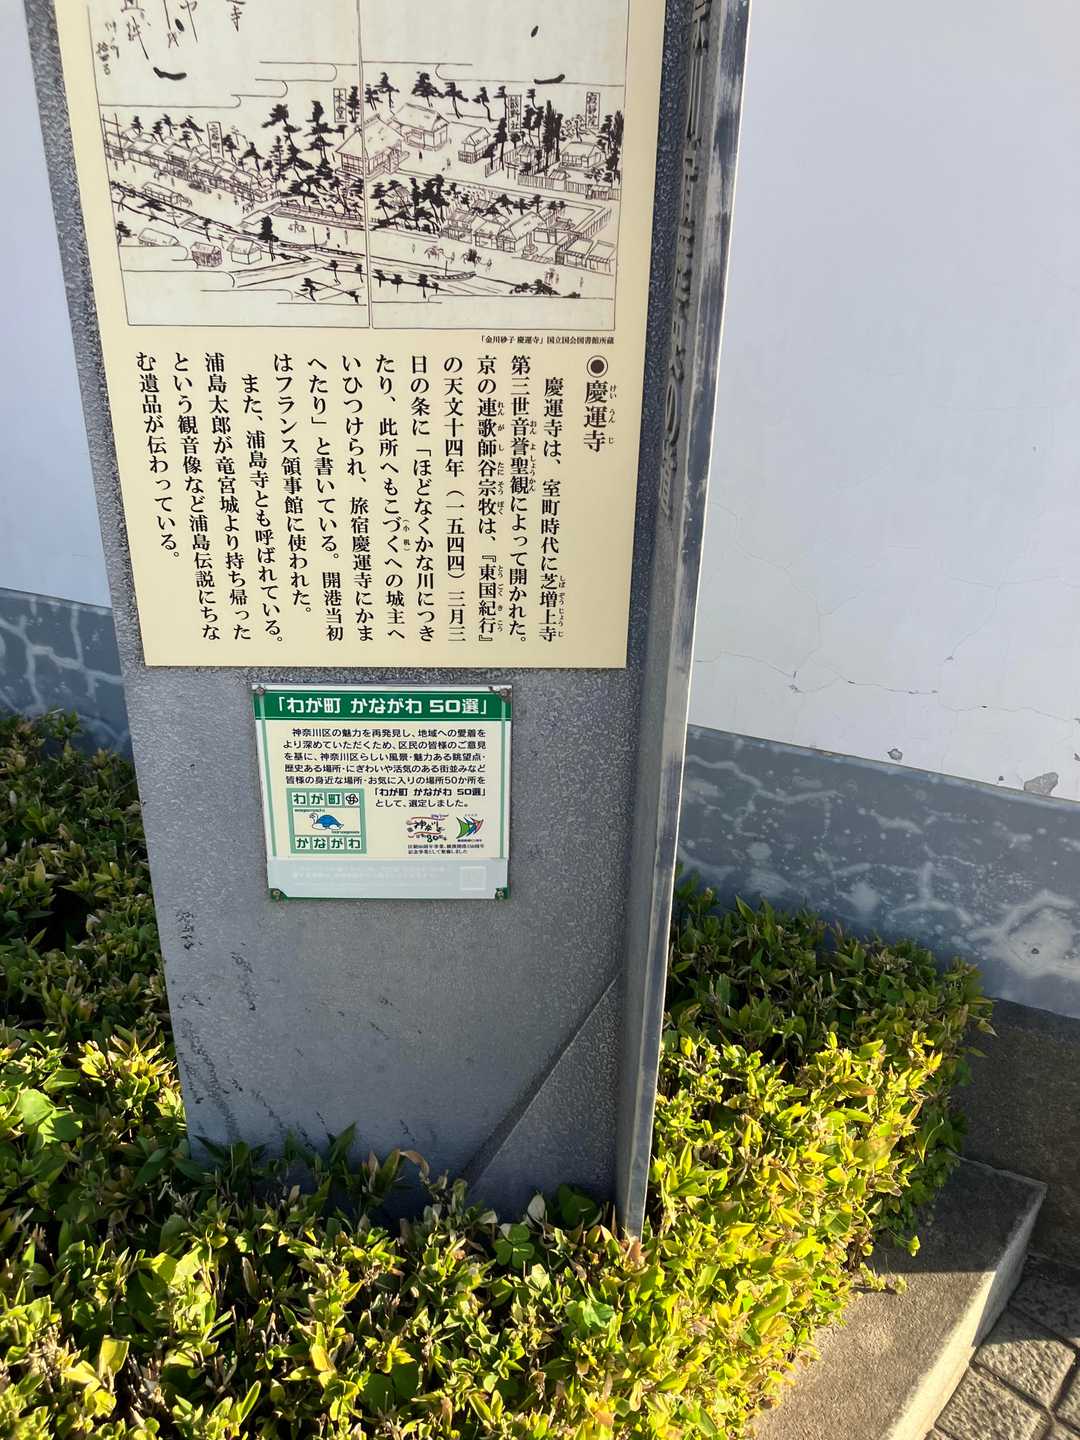 本堂
「金川砂子 慶運寺」国立国会図書館所蔵
◉慶運寺
けいうんじ
慶運寺は、室町時代に芝増上寺
第三世音誉聖観によって開かれた。
京の連歌師谷宗牧は、『東国紀行』
の天文十四年(一五四四)三月三
日の条に「ほどなくかな川につき
たり、此所へもこづくへの城主へ
いひつけられ、旅宿慶運寺にかま
へたり」と書いている。開港当初
はフランス領事館に使われた。
また、浦島寺とも呼ばれている。
浦島太郎が竜宮城より持ち帰った
という観音像など浦島伝説にちな
む遺品が伝わっている。
「わが町 かながわ 50選」
神奈川区の魅力を再発見し、地域への愛着を
より深めていただくため、区民の皆様のご意見
を基に、神奈川区らしい風景・魅力ある眺望点・
歴史ある場所・にぎわいや活気のある街並みなど
皆様の身近な場所・お気に入りの場所50か所を
「わが町 かながわ 50選」
として、選定しました。
わが町
かながわ
神奈川
80